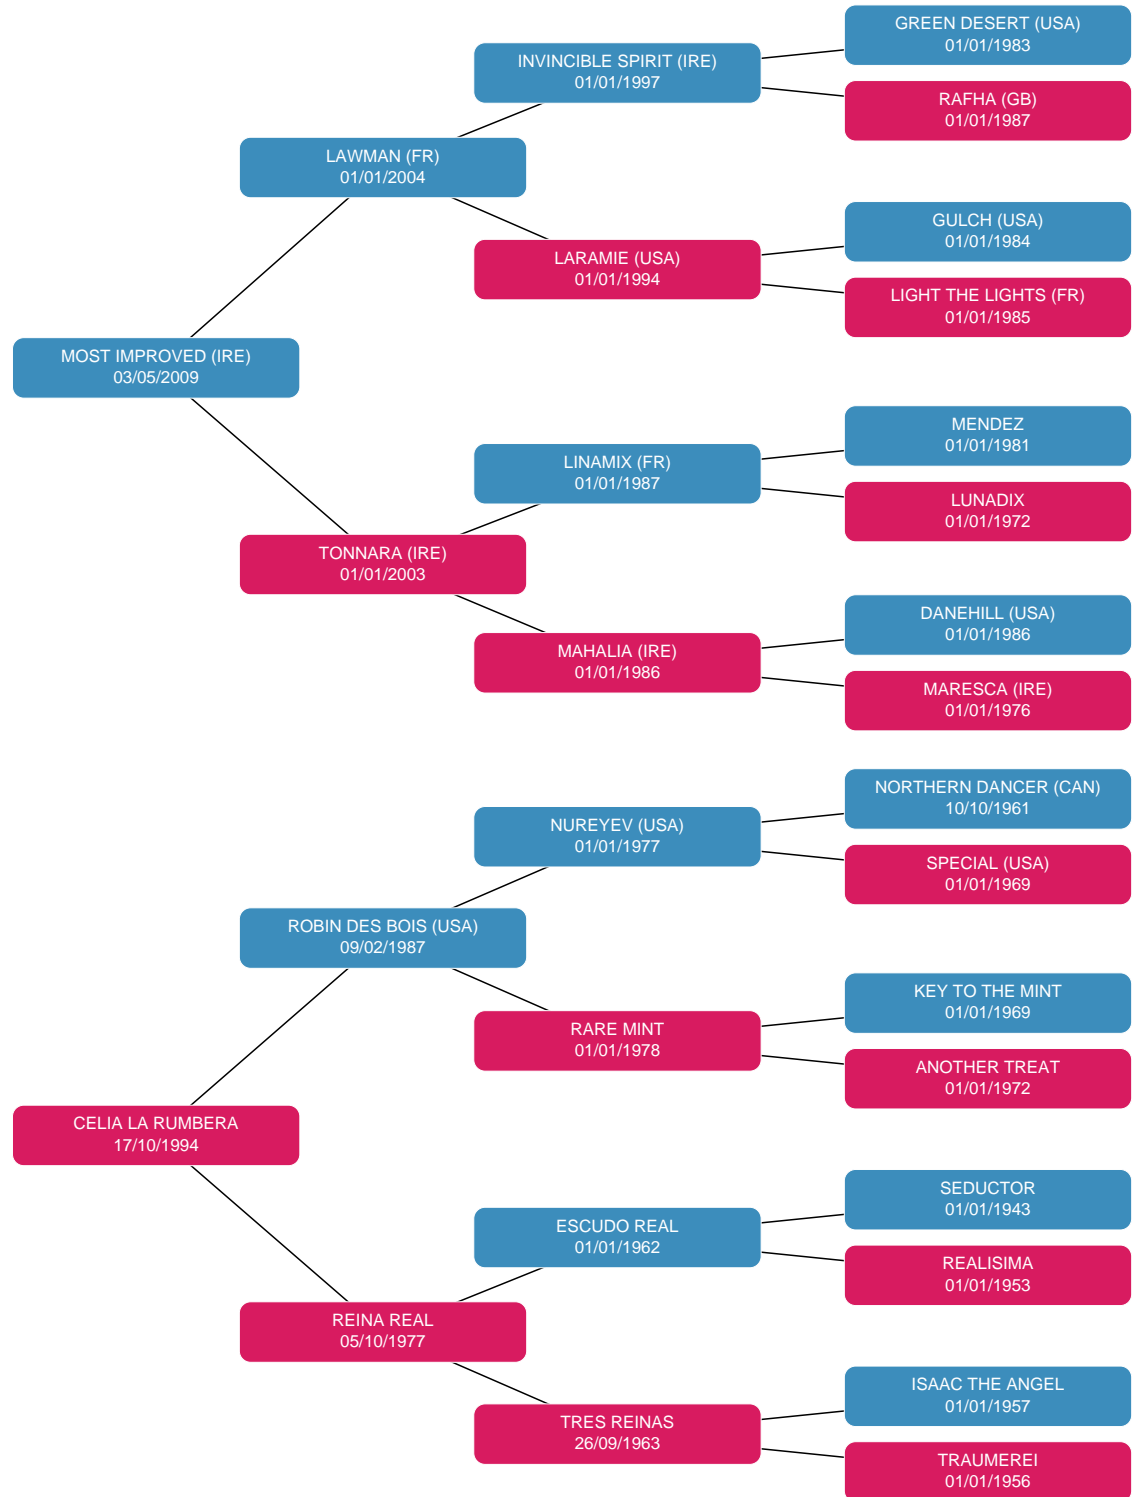 GREEN DESERT (USA)
01/01/1983
INVINCIBLE SPIRIT (IRE)
01/01/1997
RAFHA (GB)
01/01/1987
LAWMAN (FR)
01/01/2004
GULCH (USA)
01/01/1984
LARAMIE (USA)
01/01/1994
LIGHT THE LIGHTS (FR)
01/01/1985
MOST IMPROVED (IRE)
03/05/2009
MENDEZ
01/01/1981
LINAMIX (FR)
01/01/1987
LUNADIX
01/01/1972
TONNARA (IRE)
01/01/2003
DANEHILL (USA)
01/01/1986
MAHALIA (IRE)
01/01/1986
MARESCA (IRE)
01/01/1976
NORTHERN DANCER (CAN)
10/10/1961
NUREYEV (USA)
01/01/1977
SPECIAL (USA)
01/01/1969
ROBIN DES BOIS (USA)
09/02/1987
KEY TO THE MINT
01/01/1969
RARE MINT
01/01/1978
ANOTHER TREAT
01/01/1972
CELIA LA RUMBERA
17/10/1994
SEDUCTOR
01/01/1943
ESCUDO REAL
01/01/1962
REALISIMA
01/01/1953
REINA REAL
05/10/1977
ISAAC THE ANGEL
01/01/1957
TRES REINAS
26/09/1963
TRAUMEREI
01/01/1956